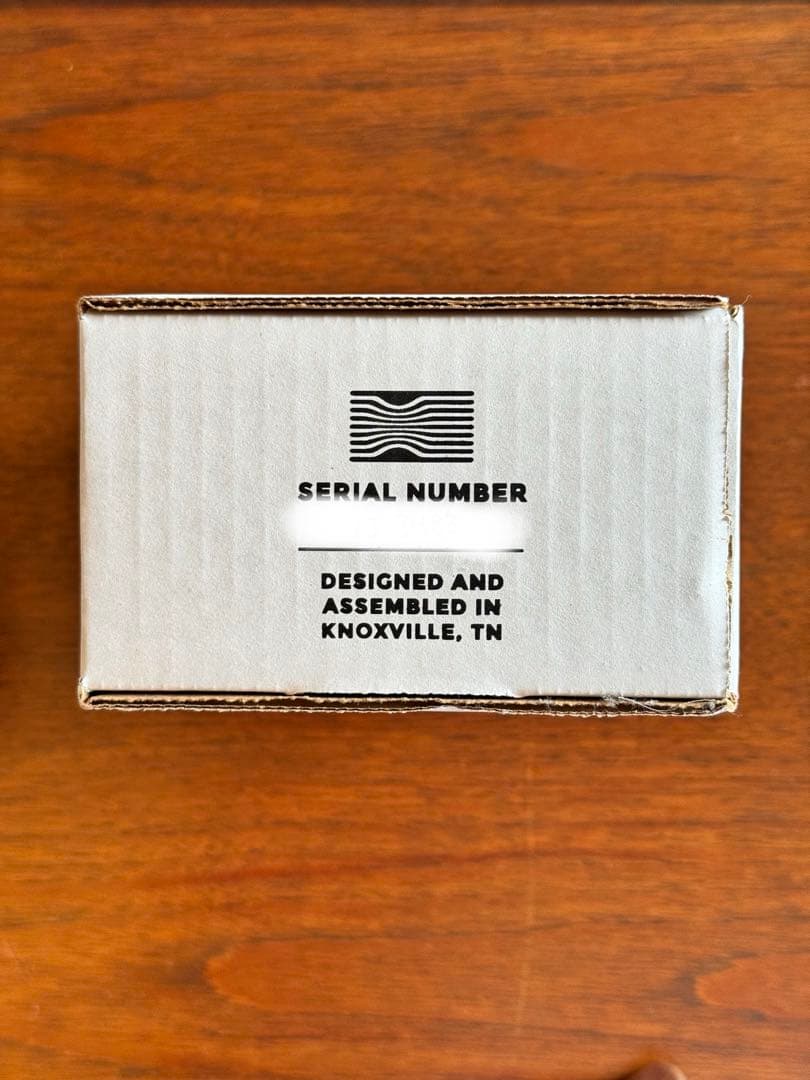 SERIAL NUMBER
DESIGNED AND
ASSEMBLED IN
KNOXVILLE, TN